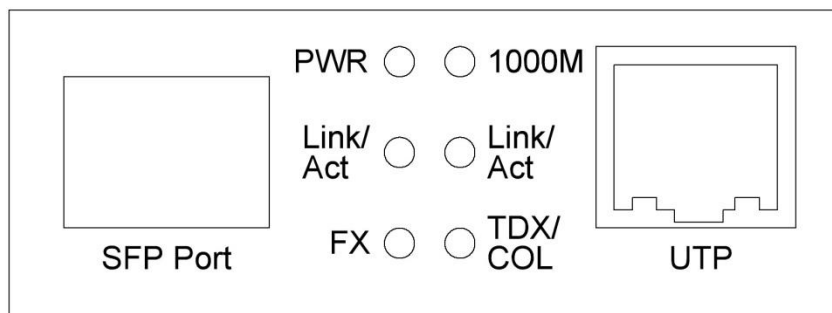 PWR
1000M
Link/
Act
Link/
Act
FX
TDX/
COL
SFP Port
UTP